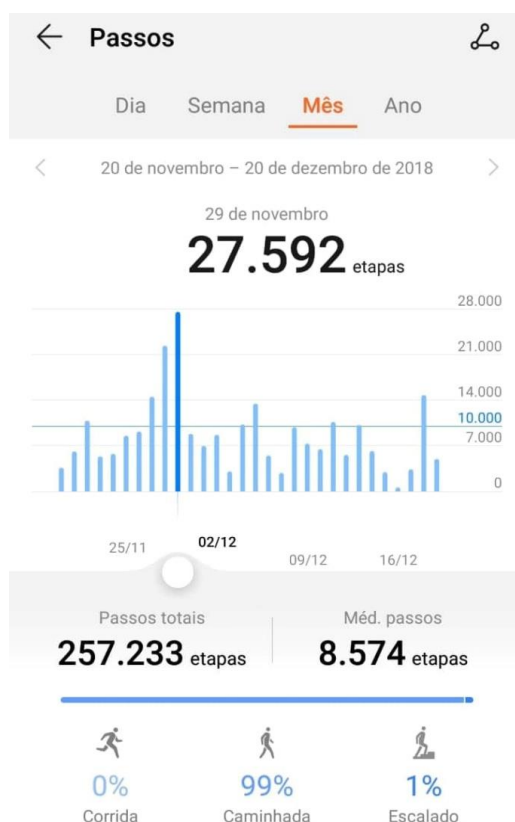 Passos
Dia Semana Mês Ano
20 de novembro – 20 de dezembro de 2018
29 de novembro
27.592 etapas
28.000
21.000
14.000
10.000
7.000
0
25/11 02/12 09/12 16/12
Passos totais Méd. passos
257.233 etapas 8.574 etapas
0% 99% 1%
Corrida Caminhada Escalado